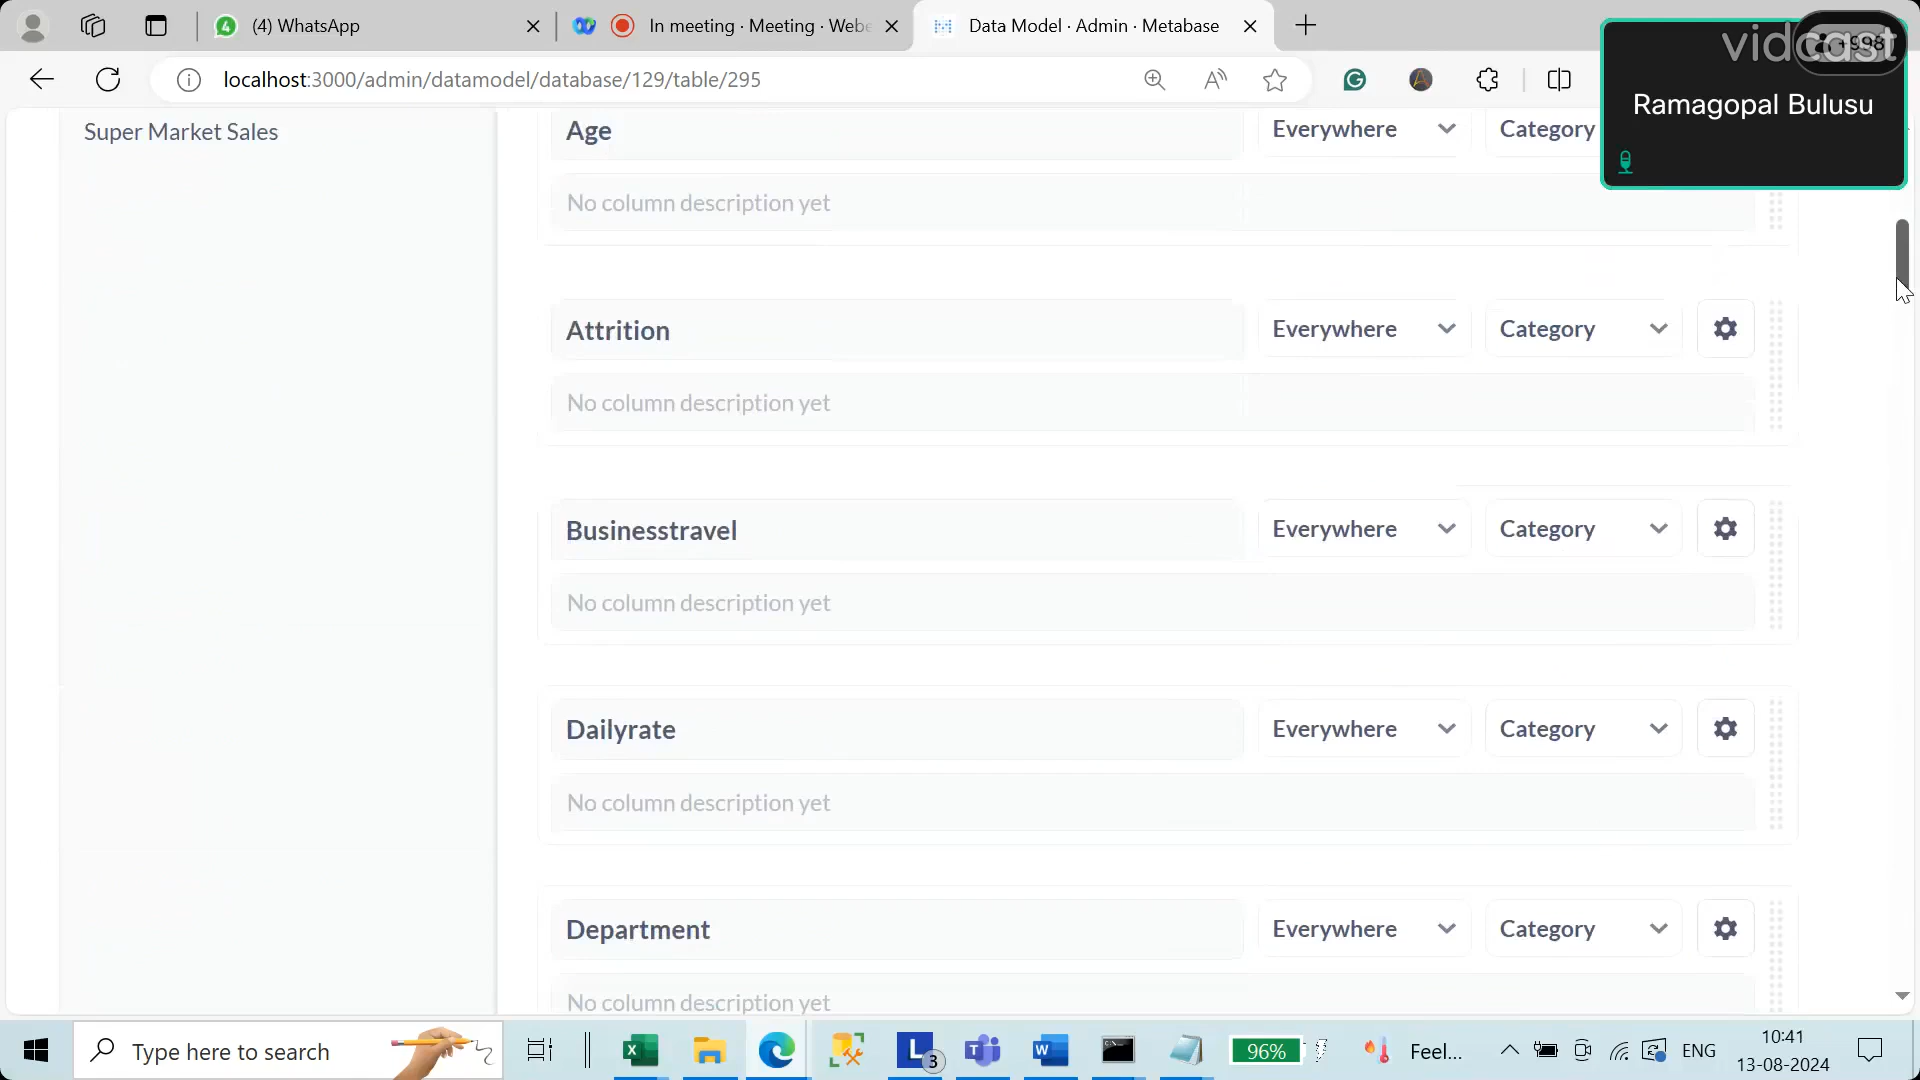 (4) WhatsApp
In meeting · Meeting · Webe
Data Model · Admin · Metabase
localhost:3000/admin/datamodel/database/129/table/295
vidcast
+998
Ramagopal Bulusu
Super Market Sales
Age
Everywhere
Category
No column description yet
Attrition
Everywhere
Category
No column description yet
Businesstravel
Everywhere
Category
No column description yet
Dailyrate
Everywhere
Category
No column description yet
Department
Everywhere
Category
No column description yet
Type here to search
3
96%
Feel...
ENG
10:41
13-08-2024